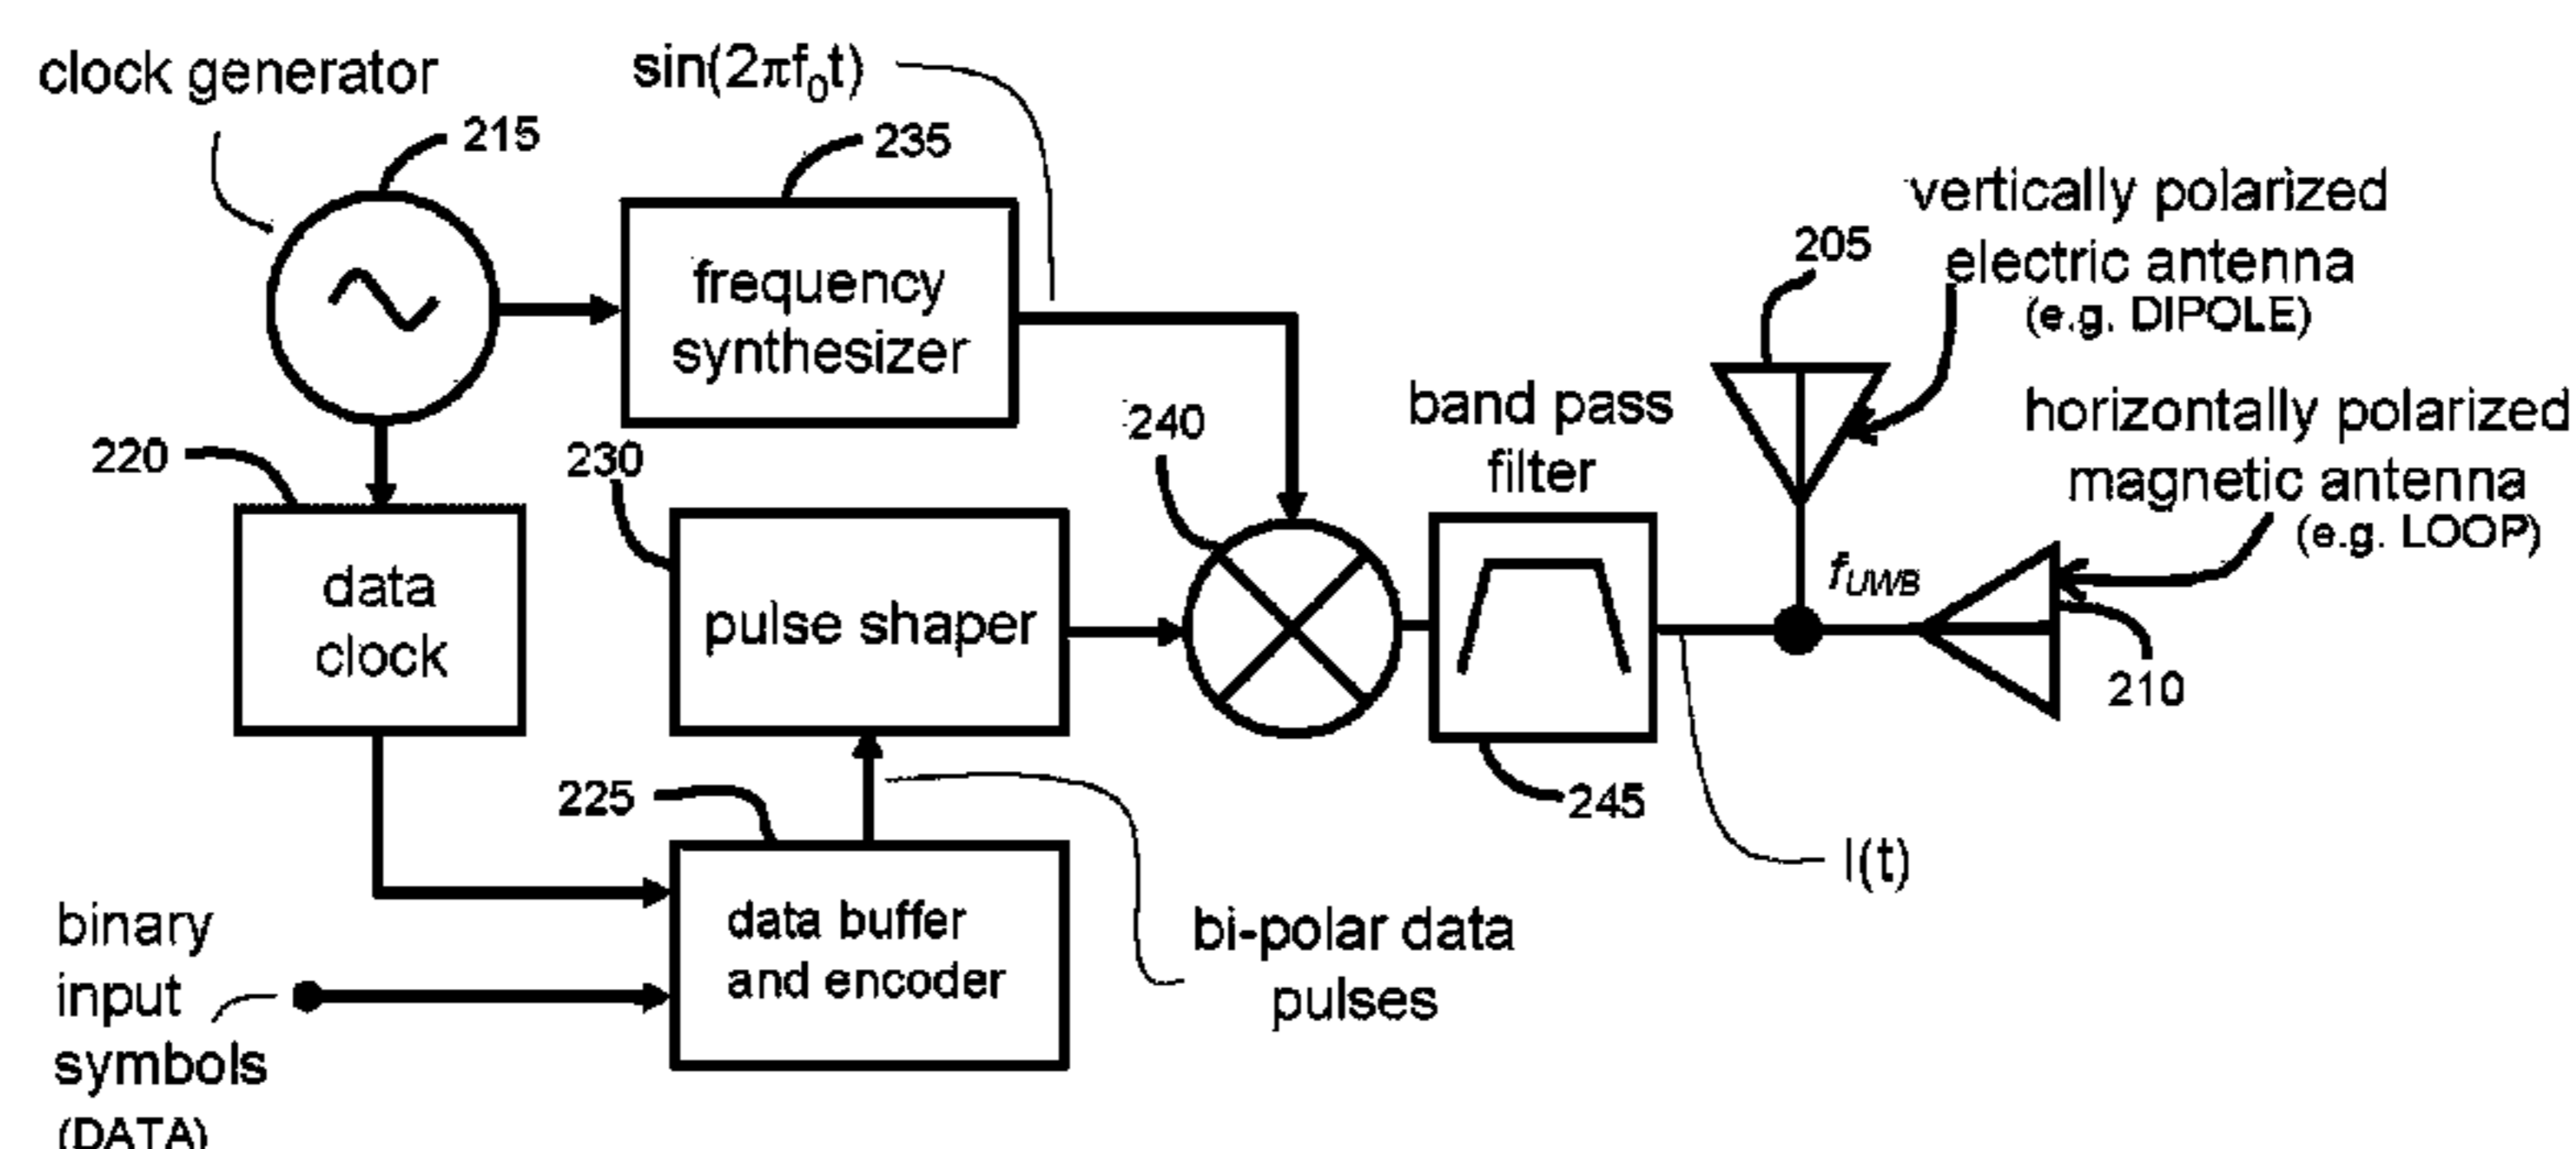 clock generator
215
sin(2πf₀t)
235
frequency
synthesizer
vertically polarized
electric antenna
(e.g. DIPOLE)
205
horizontally polarized
magnetic antenna
(e.g. LOOP)
210
220
data
clock
230
pulse shaper
240
band pass
filter
245
fUWB
I(t)
225
data buffer
and encoder
bi-polar data
pulses
binary
input
symbols
(DATA)